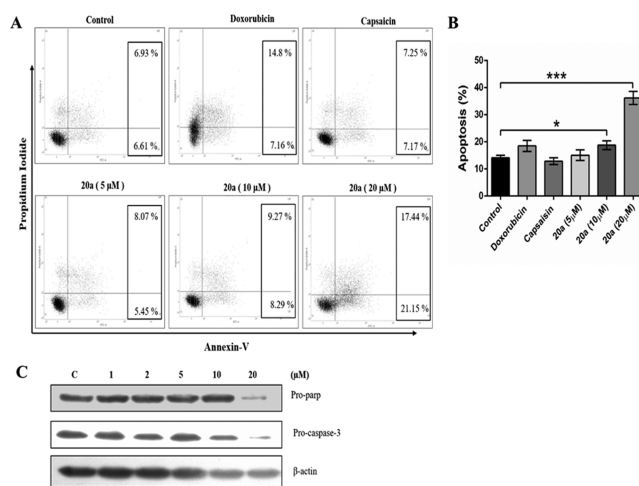 A
Control
Doxorubicin
Capsaicin
6.93 %
14.8 %
7.25 %
6.61 %
7.16 %
7.17 %
20a ( 5 µM )
20a ( 10 µM )
20a ( 20 µM )
8.07 %
9.27 %
17.44 %
5.45 %
8.29 %
21.15 %
Propidium Iodide
Annexin-V
B
Apoptosis (%)
50
40
30
20
10
0
***
*
Control
Doxorubicin
Capsaisin
20a (5µM)
20a (10µM)
20a (20µM)
C
C 1 2 5 10 20 (µM)
Pro-parp
Pro-caspase-3
β-actin